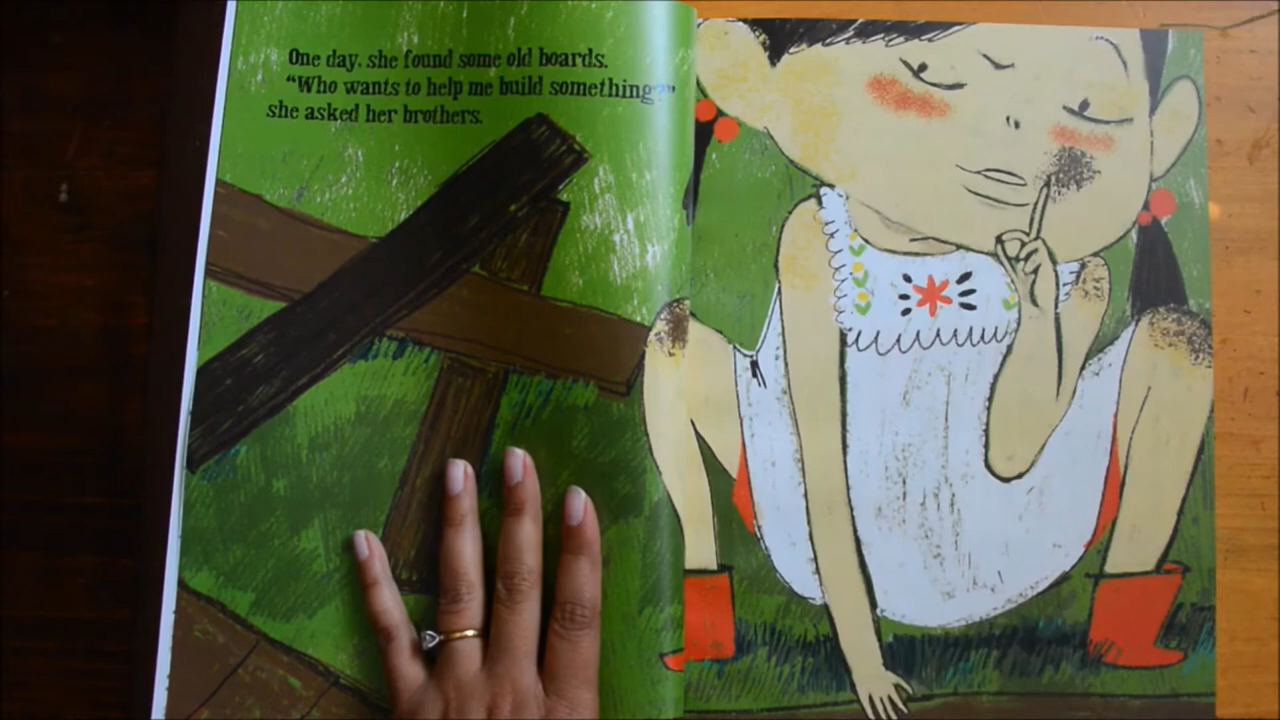 One day, she found some old boards.
“Who wants to help me build something?”
she asked her brothers.